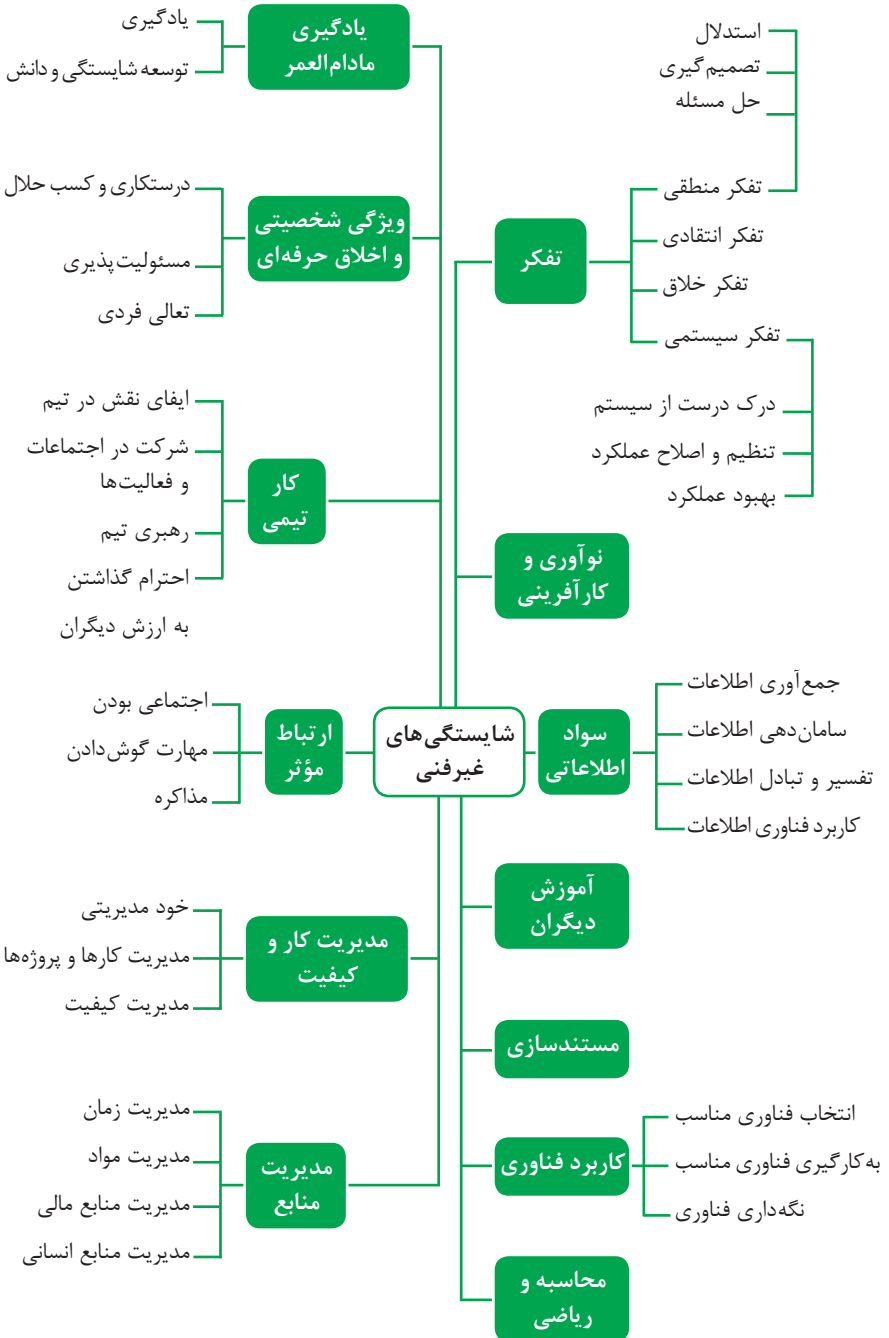 شایستگی‌های
غیرفنی
تفکر
استدلال
تصمیم‌گیری
حل مسئله
تفکر منطقی
تفکر انتقادی
تفکر خلاق
تفکر سیستمی
درک درست از سیستم
تنظیم و اصلاح عملکرد
بهبود عملکرد
نوآوری و
کارآفرینی
سواد
اطلاعاتی
جمع‌آوری اطلاعات
سامان‌دهی اطلاعات
تفسیر و تبادل اطلاعات
کاربرد فناوری اطلاعات
آموزش
دیگران
مستندسازی
کاربرد فناوری
انتخاب فناوری مناسب
به‌کارگیری فناوری مناسب
نگه‌داری فناوری
محاسبه و
ریاضی
یادگیری
مادام‌العمر
یادگیری
توسعه شایستگی و دانش
ویژگی شخصیتی
و اخلاق حرفه‌ای
درستکاری و کسب حلال
مسئولیت‌پذیری
تعالی فردی
کار
تیمی
ایفای نقش در تیم
شرکت در اجتماعات
و فعالیت‌ها
رهبری تیم
احترام گذاشتن
به ارزش دیگران
ارتباط
مؤثر
اجتماعی بودن
مهارت گوش‌دادن
مذاکره
مدیریت کار و
کیفیت
خود مدیریتی
مدیریت کارها و پروژه‌ها
مدیریت کیفیت
مدیریت
منابع
مدیریت زمان
مدیریت مواد
مدیریت منابع مالی
مدیریت منابع انسانی